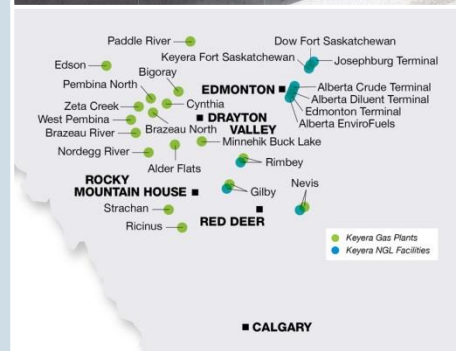 Paddle River
Dow Fort Saskatchewan
Keyera Fort Saskatchewan
Josephburg Terminal
Edson
Bigoray
Pembina North
EDMONTON
Alberta Crude Terminal
Alberta Diluent Terminal
Edmonton Terminal
Alberta EnviroFuels
Zeta Creek
Cynthia
West Pembina
DRAYTON
VALLEY
Brazeau River
Brazeau North
Minnehik Buck Lake
Nordegg River
Alder Flats
Rimbey
ROCKY
MOUNTAIN HOUSE
Gilby
Nevis
Strachan
RED DEER
Ricinus
Keyera Gas Plants
Keyera NGL Facilities
CALGARY